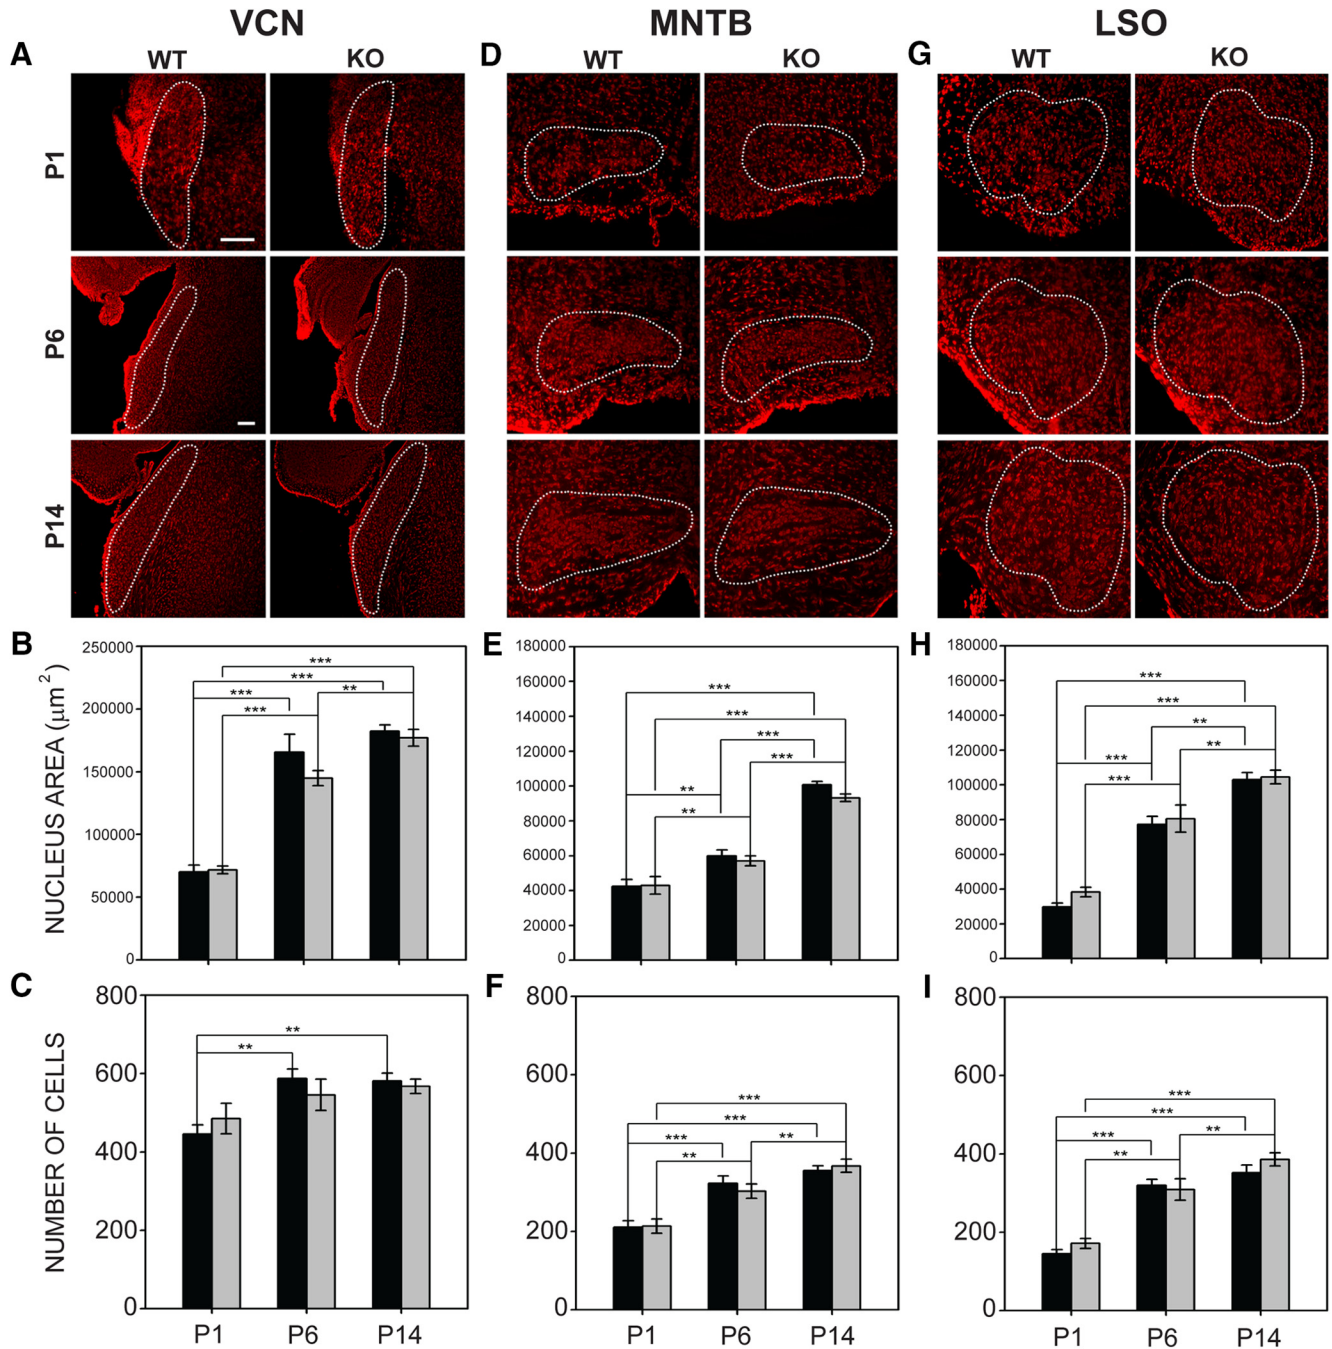 VCN MNTB LSO
A WT KO D WT KO G WT KO
P1
P6
P14
B E H
NUCLEUS AREA (μm²)
250000
200000
150000
100000
50000
0
*** *** *** ** ***
180000
160000
140000
120000
100000
80000
60000
40000
20000
0
*** *** *** *** ** **
180000
160000
140000
120000
100000
80000
60000
40000
20000
0
*** *** ** ** *** ***
C F I
NUMBER OF CELLS
800
600
400
200
0
** **
P1 P6 P14
800
600
400
200
0
*** *** *** ** **
P1 P6 P14
800
600
400
200
0
*** *** *** ** **
P1 P6 P14